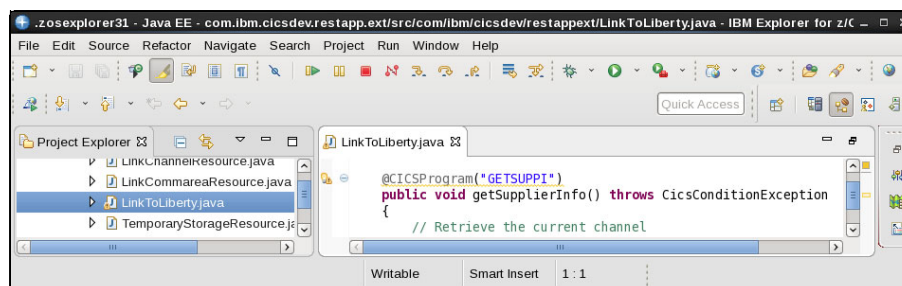 .zosexplorer31 - Java EE - com.ibm.cicsdev.restapp.ext/src/com/ibm/cicsdev/restappext/LinkToLiberty.java - IBM Explorer for z/
File Edit Source Refactor Navigate Search Project Run Window Help
Quick Access
Project Explorer
LinkToLiberty.java
LinkChannelResource.java
LinkCommareaResource.java
LinkToLiberty.java
TemporaryStorageResource.ja
@CICSProgram("GETSUPPI")
public void getSupplierInfo() throws CicsConditionException
{
// Retrieve the current channel
Writable Smart Insert 1 : 1